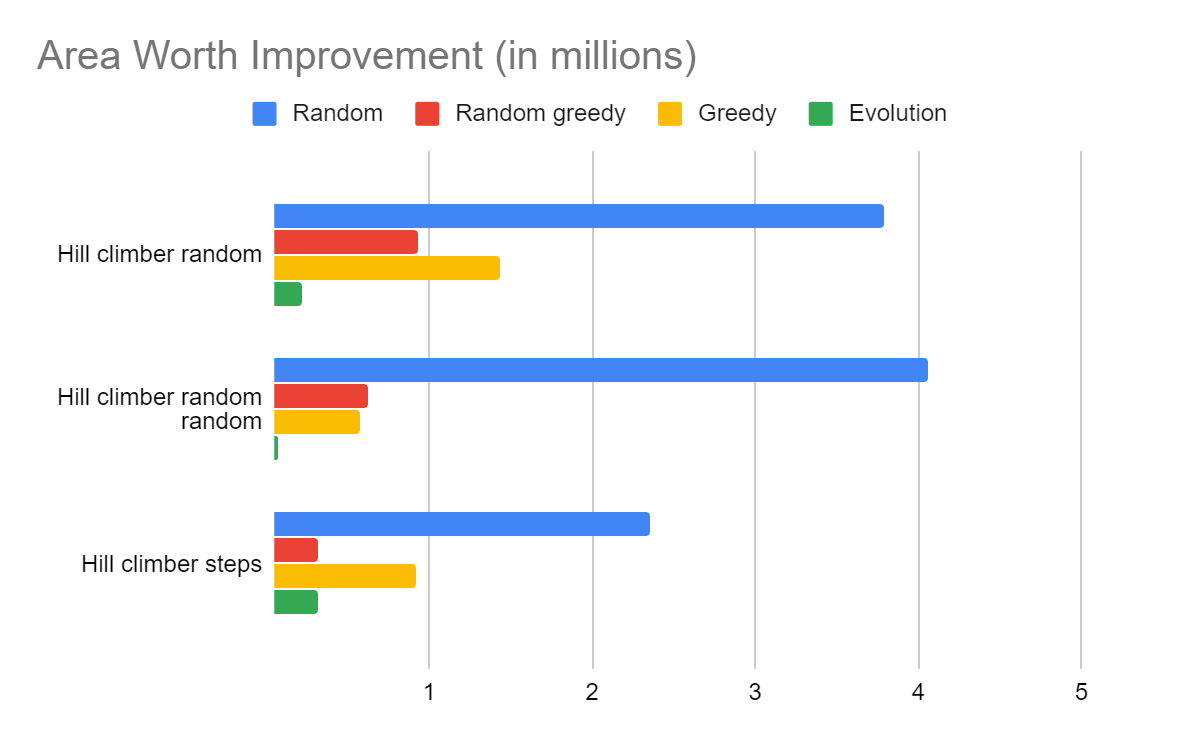 Area Worth Improvement (in millions)
Random Random greedy Greedy Evolution
Hill climber random
Hill climber random
random
Hill climber steps
1 2 3 4 5